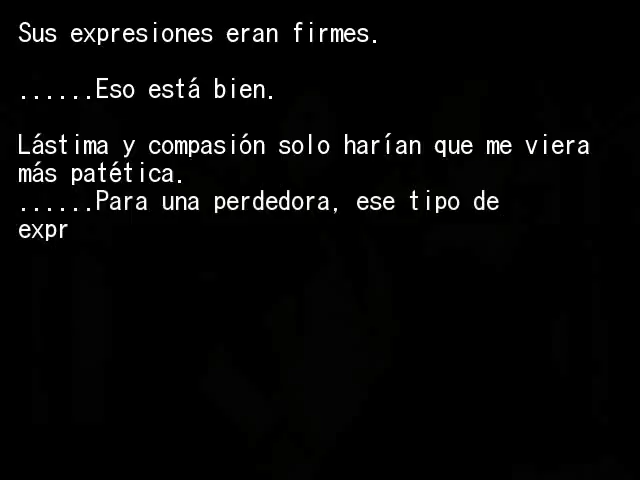 Sus expresiones eran firmes.
......Eso está bien.
Lástima y compasión solo harían que me viera
más patética.
......Para una perdedora, ese tipo de
expr